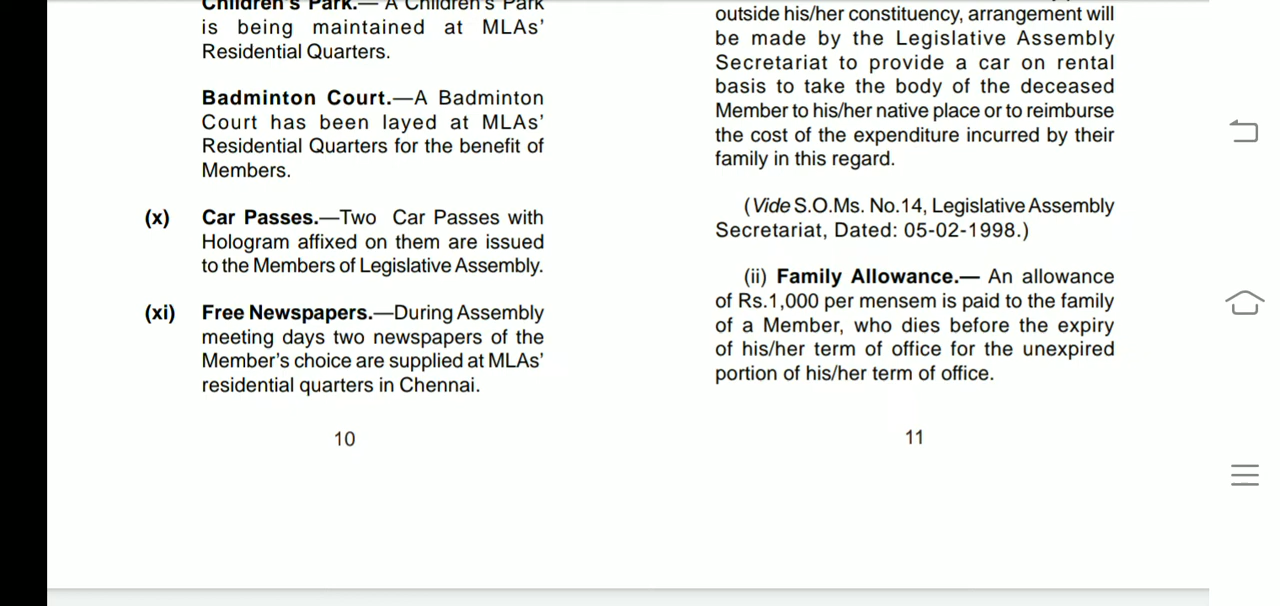 Children's Park.— A Children's Park
is being maintained at MLAs'
Residential Quarters.
Badminton Court.—A Badminton
Court has been layed at MLAs'
Residential Quarters for the benefit of
Members.
(x) Car Passes.—Two Car Passes with
Hologram affixed on them are issued
to the Members of Legislative Assembly.
(xi) Free Newspapers.—During Assembly
meeting days two newspapers of the
Member's choice are supplied at MLAs'
residential quarters in Chennai.
10
outside his/her constituency, arrangement will
be made by the Legislative Assembly
Secretariat to provide a car on rental
basis to take the body of the deceased
Member to his/her native place or to reimburse
the cost of the expenditure incurred by their
family in this regard.
(Vide S.O.Ms. No.14, Legislative Assembly
Secretariat, Dated: 05-02-1998.)
(ii) Family Allowance.— An allowance
of Rs.1,000 per mensem is paid to the family
of a Member, who dies before the expiry
of his/her term of office for the unexpired
portion of his/her term of office.
11